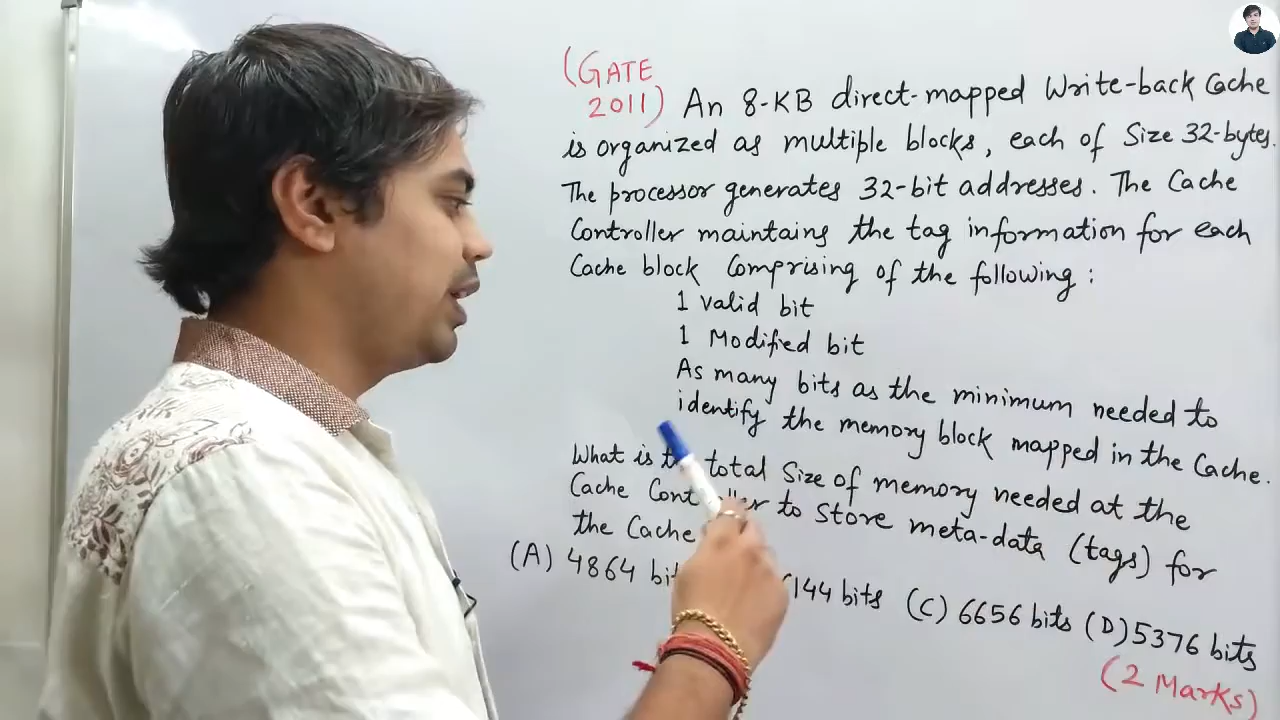 (GATE
2011) An 8-KB direct-mapped Write-back Cache
is organized as multiple blocks, each of Size 32-bytes.
The processor generates 32-bit addresses. The Cache
Controller maintains the tag information for each
Cache block Comprising of the following :
1 valid bit
1 Modified bit
As many bits as the minimum needed to
identify the memory block mapped in the Cache.
What is total Size of memory needed at the
Cache to Store meta-data (tags) for
the Cache
(A) 4864 144 bits (C) 6656 bits (D) 5376 bits
(2 Marks)